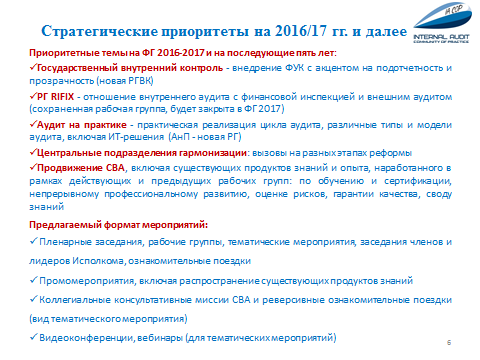 Стратегические приоритеты на 2016/17 гг. и далее
IA COP
INTERNAL AUDIT
COMMUNITY OF PRACTICE
Приоритетные темы на ФГ 2016-2017 и на последующие пять лет:
✓Государственный внутренний контроль - внедрение ФУК с акцентом на подотчетность и
прозрачность (новая РГВК)
✓РГ RIFIX - отношение внутреннего аудита с финансовой инспекцией и внешним аудитом
(сохраненная рабочая группа, будет закрыта в ФГ 2017)
✓Аудит на практике - практическая реализация цикла аудита, различные типы и модели
аудита, включая ИТ-решения (АнП - новая РГ)
✓Центральные подразделения гармонизации: вызовы на разных этапах реформы
✓Продвижение СВА, включая существующих продуктов знаний и опыта, наработанного в
рамках действующих и предыдущих рабочих групп: по обучению и сертификации,
непрерывному профессиональному развитию, оценке рисков, гарантии качества, своду
знаний
Предлагаемый формат мероприятий:
✓Пленарные заседания, рабочие группы, тематические мероприятия, заседания членов и
лидеров Исполкома, ознакомительные поездки
✓Промомероприятия, включая распространение существующих продуктов знаний
✓Коллегиальные консультативные миссии СВА и реверсивные ознакомительные поездки
(вид тематического мероприятия)
✓Видеоконференции, вебинары (для тематических мероприятий)
6